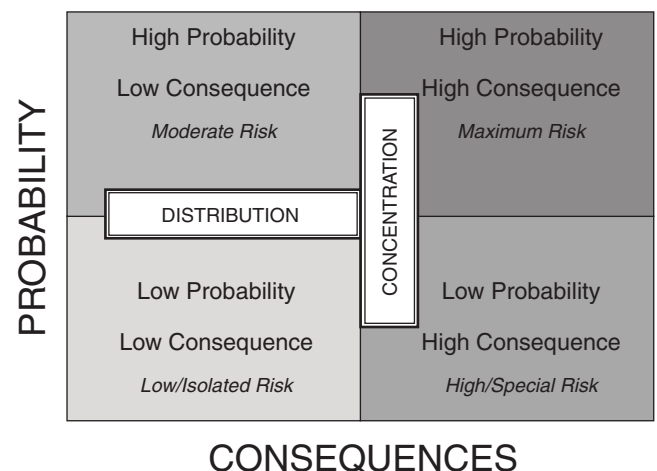 PROBABILITY
High Probability
Low Consequence
Moderate Risk
High Probability
High Consequence
Maximum Risk
DISTRIBUTION
CONCENTRATION
Low Probability
Low Consequence
Low/Isolated Risk
Low Probability
High Consequence
High/Special Risk
CONSEQUENCES